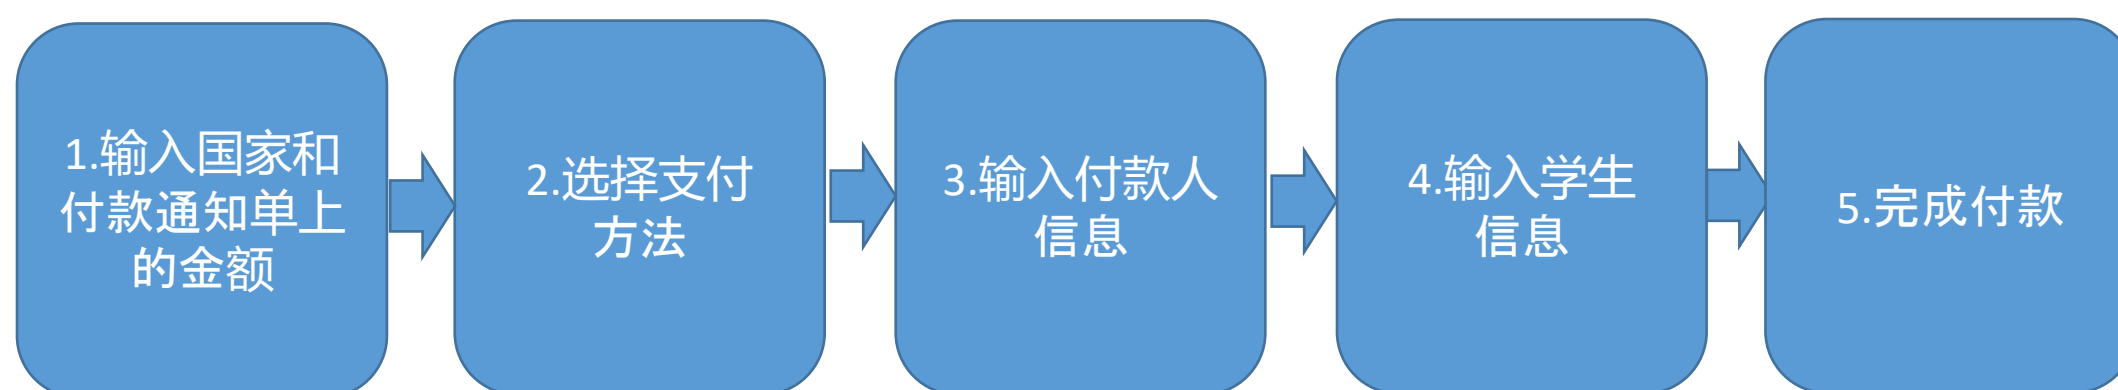 1.输入国家和
付款通知单上
的金额
2.选择支付
方法
3.输入付款人
信息
4.输入学生
信息
5.完成付款